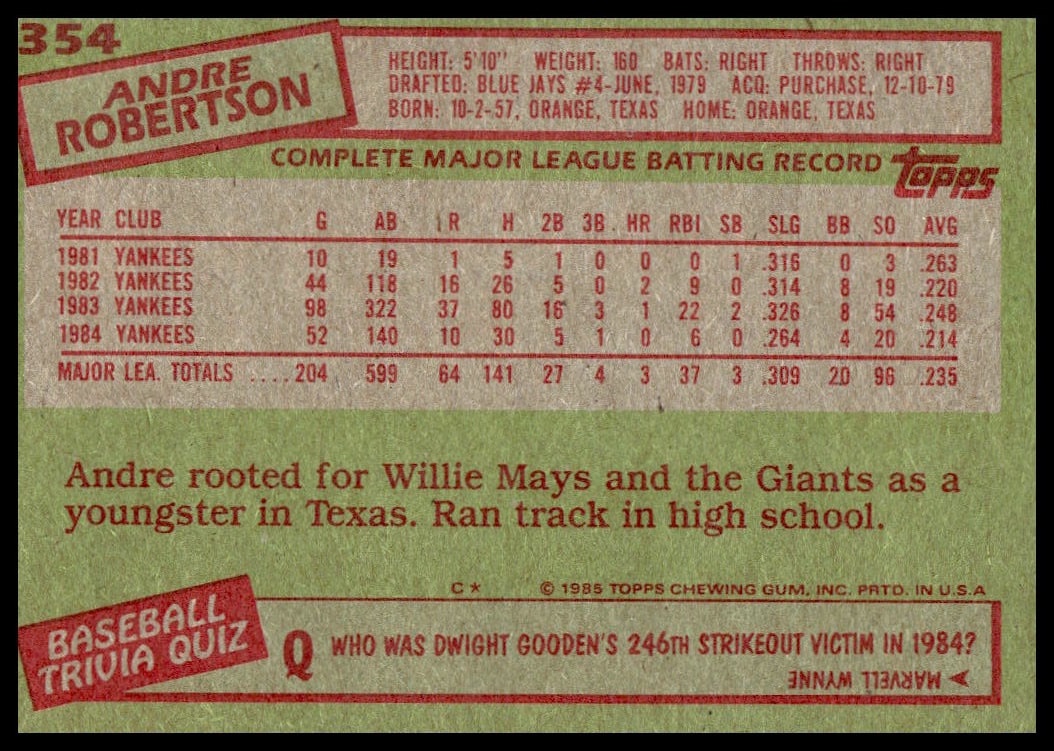 354
ANDRE
ROBERTSON
HEIGHT: 5'10" WEIGHT: 160 BATS: RIGHT THROWS: RIGHT
DRAFTED: BLUE JAYS #4-JUNE, 1979 ACQ: PURCHASE, 12-10-79
BORN: 10-2-57, ORANGE, TEXAS HOME: ORANGE, TEXAS
COMPLETE MAJOR LEAGUE BATTING RECORD
topps
YEAR CLUB G AB R H 2B 3B HR RBI SB SLG BB SO AVG
1981 YANKEES 10 19 1 5 1 0 0 0 1 .316 0 3 .263
1982 YANKEES 44 118 16 26 5 0 2 9 0 .314 8 19 .220
1983 YANKEES 98 322 37 80 16 3 1 22 2 .326 8 54 .248
1984 YANKEES 52 140 10 30 5 1 0 6 0 .264 4 20 .214
MAJOR LEA. TOTALS ....204 599 64 141 27 4 3 37 3 .309 20 96 .235
Andre rooted for Willie Mays and the Giants as a
youngster in Texas. Ran track in high school.
C* © 1985 TOPPS CHEWING GUM, INC. PRTD. IN U.S.A
BASEBALL
TRIVIA QUIZ
Q WHO WAS DWIGHT GOODEN'S 246TH STRIKEOUT VICTIM IN 1984?
MARVELL WYNNE